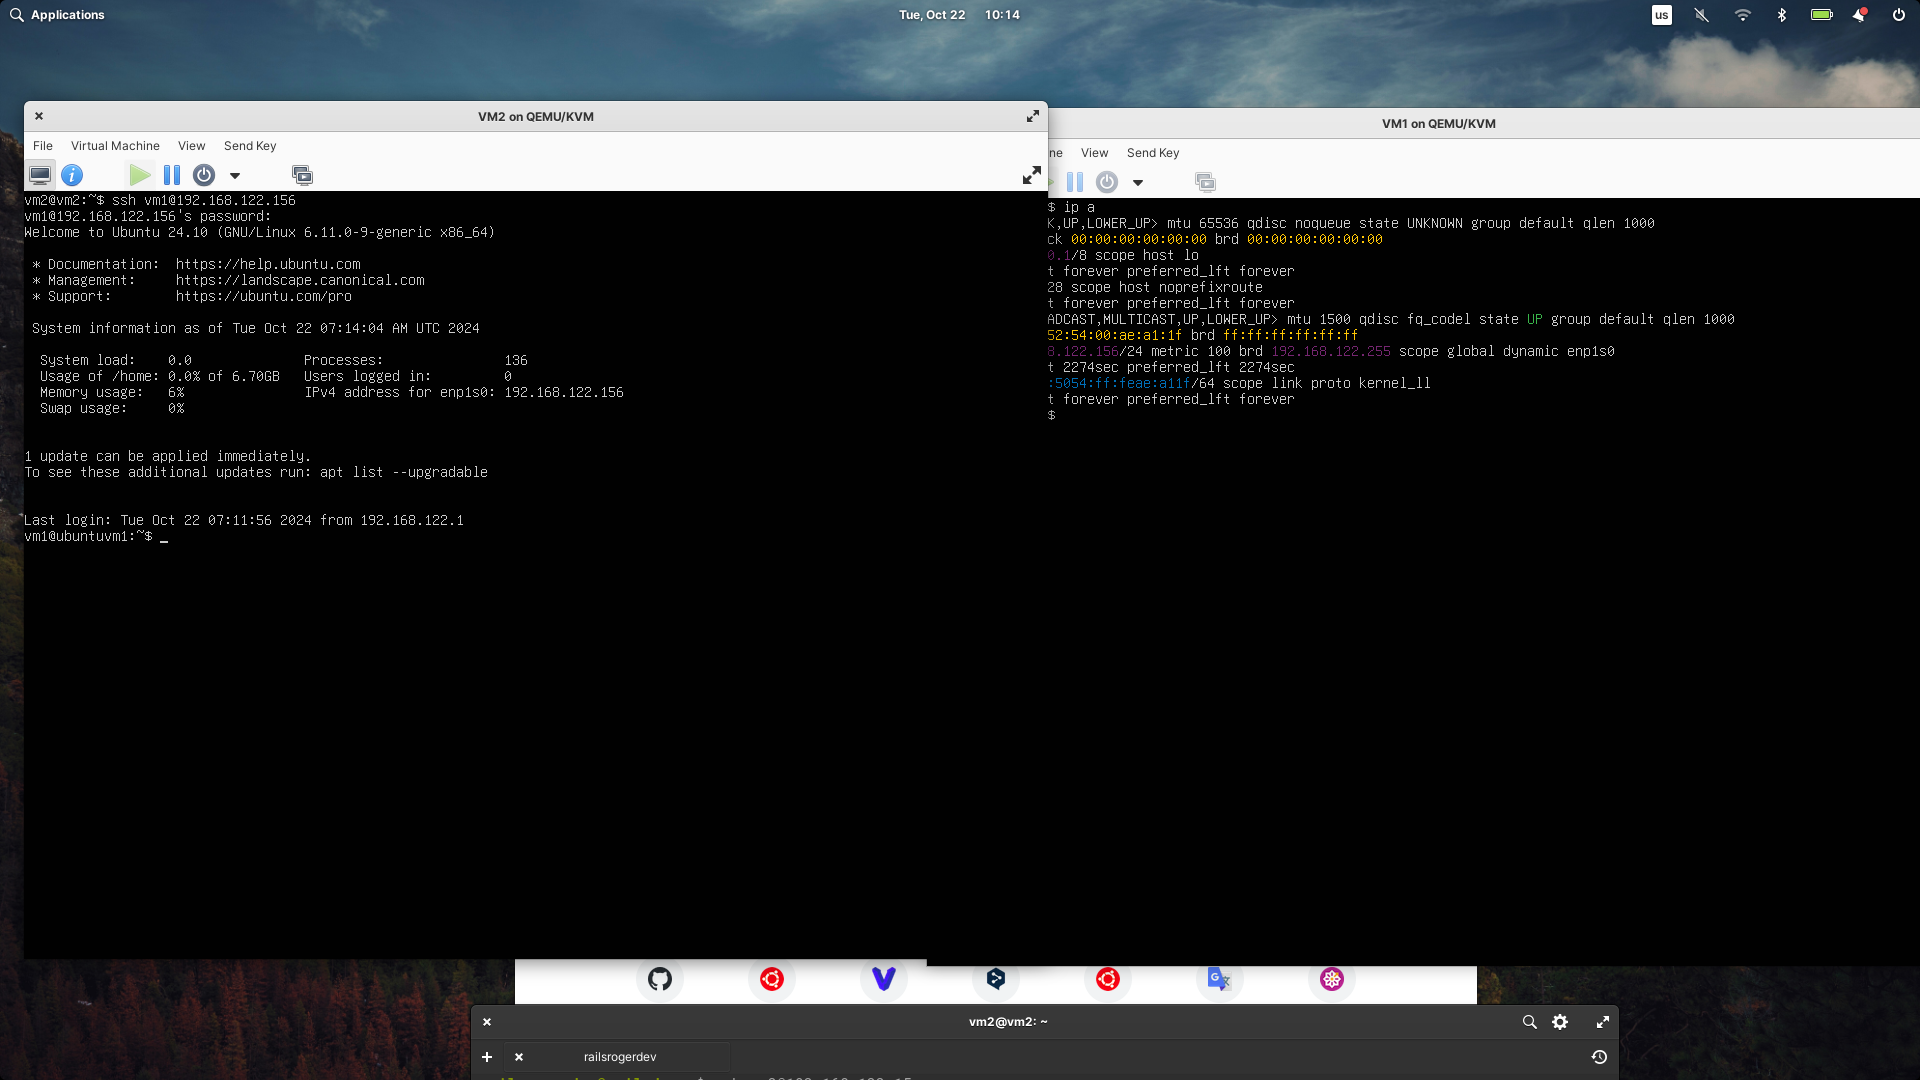 Applications
Tue, Oct 22 10:14
us
VM2 on QEMU/KVM
File Virtual Machine View Send Key
vm2@vm2:~$ ssh vm1@192.168.122.156
vm1@192.168.122.156's password:
Welcome to Ubuntu 24.10 (GNU/Linux 6.11.0-9-generic x86_64)
* Documentation: https://help.ubuntu.com
* Management: https://landscape.canonical.com
* Support: https://ubuntu.com/pro
System information as of Tue Oct 22 07:14:04 AM UTC 2024
System load: 0.0 Processes: 136
Usage of /home: 0.0% of 6.70GB Users logged in: 0
Memory usage: 6% IPv4 address for enp1s0: 192.168.122.156
Swap usage: 0%
1 update can be applied immediately.
To see these additional updates run: apt list --upgradable
Last login: Tue Oct 22 07:11:56 2024 from 192.168.122.1
vm1@ubuntuvm1:~$ _
VM1 on QEMU/KVM
ne View Send Key
$ ip a
K,UP,LOWER_UP> mtu 65536 qdisc noqueue state UNKNOWN group default qlen 1000
ck 00:00:00:00:00:00 brd 00:00:00:00:00:00
0.1/8 scope host lo
t forever preferred_lft forever
28 scope host noprefixroute
t forever preferred_lft forever
ADCAST,MULTICAST,UP,LOWER_UP> mtu 1500 qdisc fq_codel state UP group default qlen 1000
52:54:00:ae:a1:1f brd ff:ff:ff:ff:ff:ff
8.122.156/24 metric 100 brd 192.168.122.255 scope global dynamic enp1s0
t 2274sec preferred_lft 2274sec
:5054:ff:feae:a11f/64 scope link proto kernel_ll
t forever preferred_lft forever
$
vm2@vm2: ~
railsrogerdev